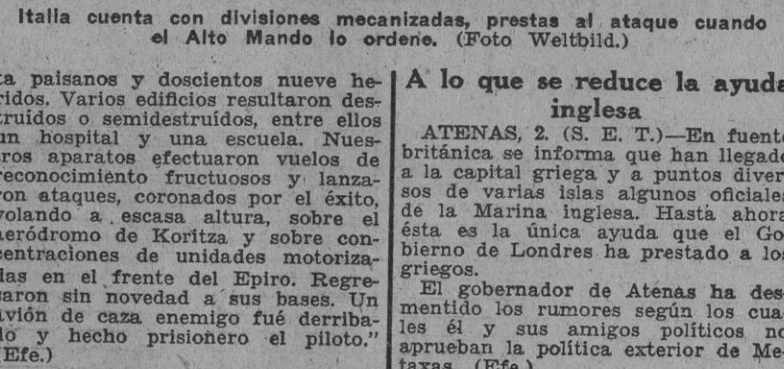 Italia cuenta con divisiones mecanizadas, prestas al ataque cuando
el Alto Mando lo ordene. (Foto Weltbild.)
ta paisanos y doscientos nueve he-
ridos. Varios edificios resultaron des-
truídos o semidestruídos, entre ellos
un hospital y una escuela. Nues-
ros aparatos efectuaron vuelos de
reconocimiento fructuosos y lanza-
ron ataques, coronados por el éxito,
volando a escasa altura, sobre el
aeródromo de Koritza y sobre con-
centraciones de unidades motoriza-
das en el frente del Epiro. Regre-
saron sin novedad a sus bases. Un
avión de caza enemigo fué derriba-
do y hecho prisionero el piloto."
(Efe.)
A lo que se reduce la ayuda
inglesa
ATENAS, 2. (S. E. T.)—En fuente
británica se informa que han llegado
a la capital griega y a puntos diver
sos de varias islas algunos oficiales
de la Marina inglesa. Hasta ahora
ésta es la única ayuda que el Go-
bierno de Londres ha prestado a los
griegos.
El gobernador de Atenas ha des
mentido los rumores según los cua
les él y sus amigos políticos no
aprueban la política exterior de Me-
taxas. (Efe.)